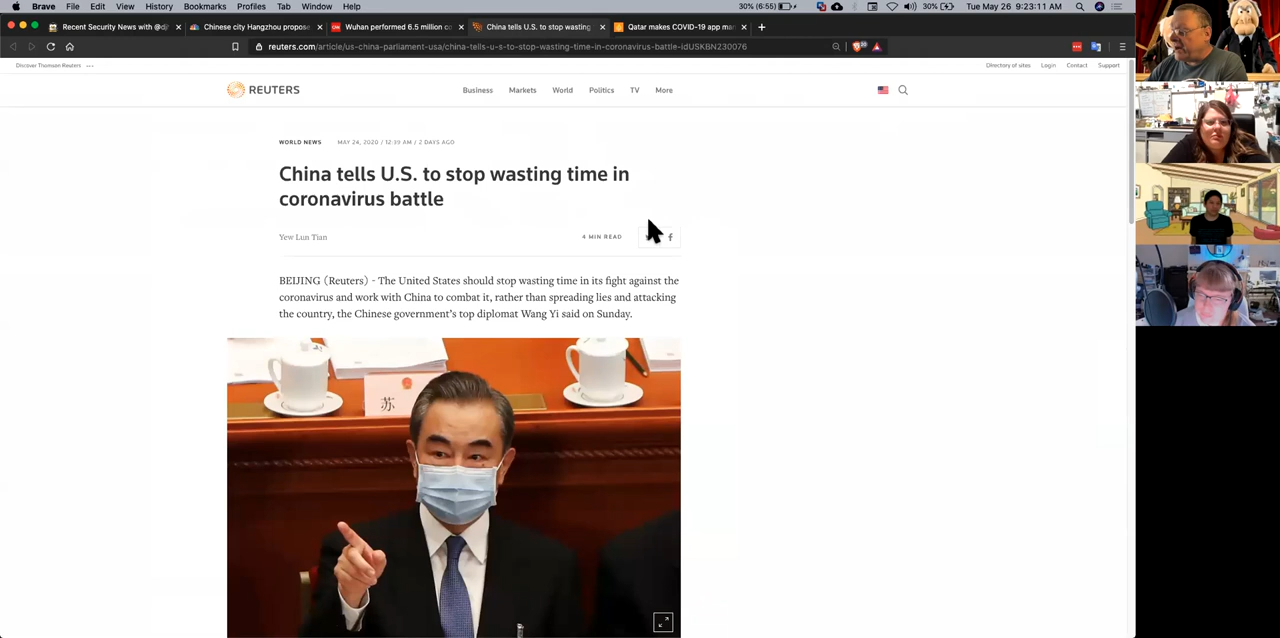 Brave File Edit View History Bookmarks Profiles Tab Window Help 30% (6:55) 30% Tue May 26 9:23:11 AM
Recent Security News with @d Chinese city Hangzhou propose Wuhan performed 6.5 million c China tells U.S. to stop wasting Qatar makes COVID-19 app ma
reuters.com/article/us-china-parliament-usa/china-tells-u-s-to-stop-wasting-time-in-coronavirus-battle-idUSKBN230076
Discover Thomson Reuters Directory of sites Login Contact Support
REUTERS Business Markets World Politics TV More
WORLD NEWS MAY 24, 2020 / 12:39 AM / 2 DAYS AGO
China tells U.S. to stop wasting time in
coronavirus battle
Yew Lun Tian 4 MIN READ
BEIJING (Reuters) - The United States should stop wasting time in its fight against the
coronavirus and work with China to combat it, rather than spreading lies and attacking
the country, the Chinese government's top diplomat Wang Yi said on Sunday.
苏